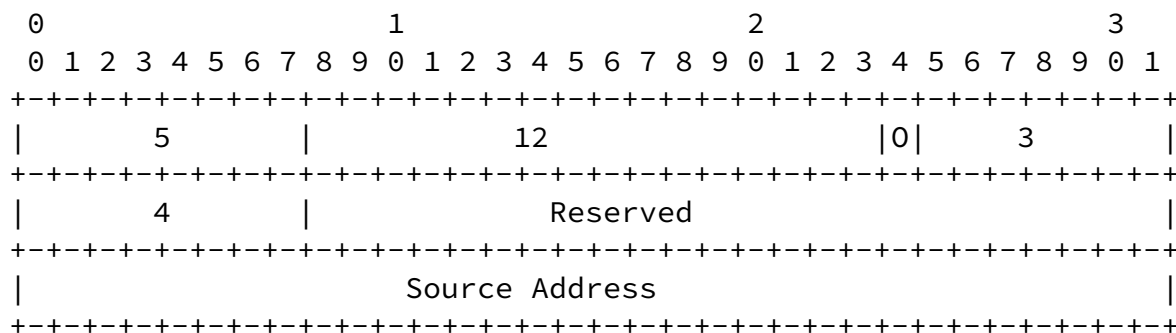 0                   1                   2                   3
0 1 2 3 4 5 6 7 8 9 0 1 2 3 4 5 6 7 8 9 0 1 2 3 4 5 6 7 8 9 0 1
+-+-+-+-+-+-+-+-+-+-+-+-+-+-+-+-+-+-+-+-+-+-+-+-+-+-+-+-+-+-+-+-+
|       5       |           12                  |0|     3       |
+-+-+-+-+-+-+-+-+-+-+-+-+-+-+-+-+-+-+-+-+-+-+-+-+-+-+-+-+-+-+-+-+
|       4       |             Reserved                          |
+-+-+-+-+-+-+-+-+-+-+-+-+-+-+-+-+-+-+-+-+-+-+-+-+-+-+-+-+-+-+-+-+
|                     Source Address                            |
+-+-+-+-+-+-+-+-+-+-+-+-+-+-+-+-+-+-+-+-+-+-+-+-+-+-+-+-+-+-+-+-+